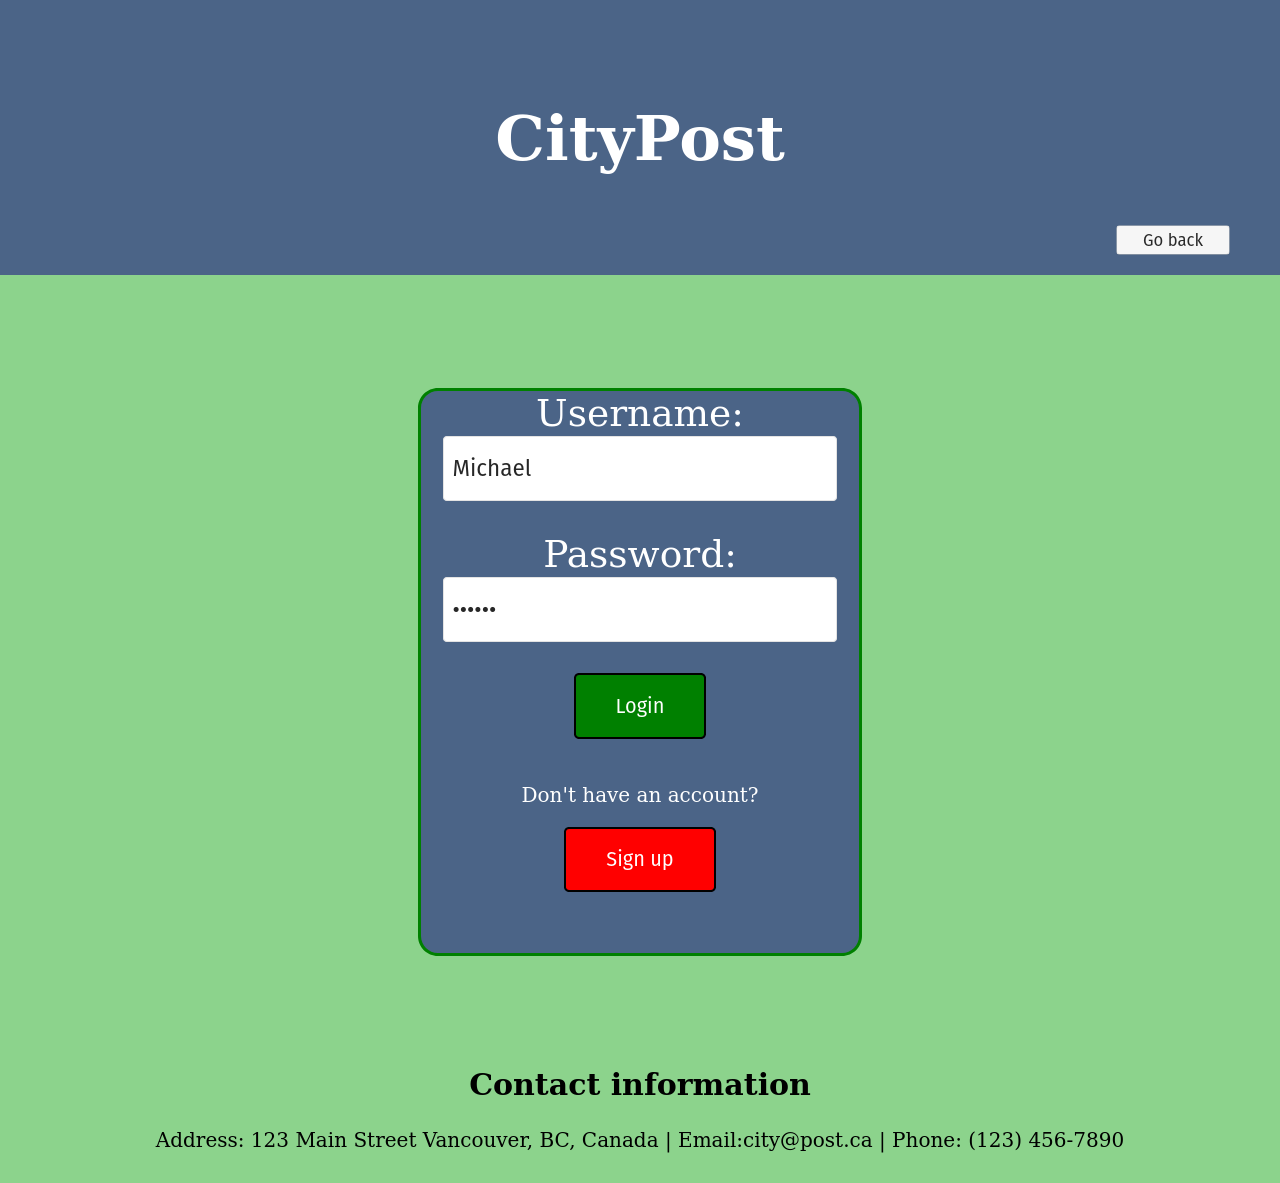 CityPost
Go back
Username:
Michael
Password:
••••••
Login
Don't have an account?
Sign up
Contact information
Address: 123 Main Street Vancouver, BC, Canada | Email:city@post.ca | Phone: (123) 456-7890